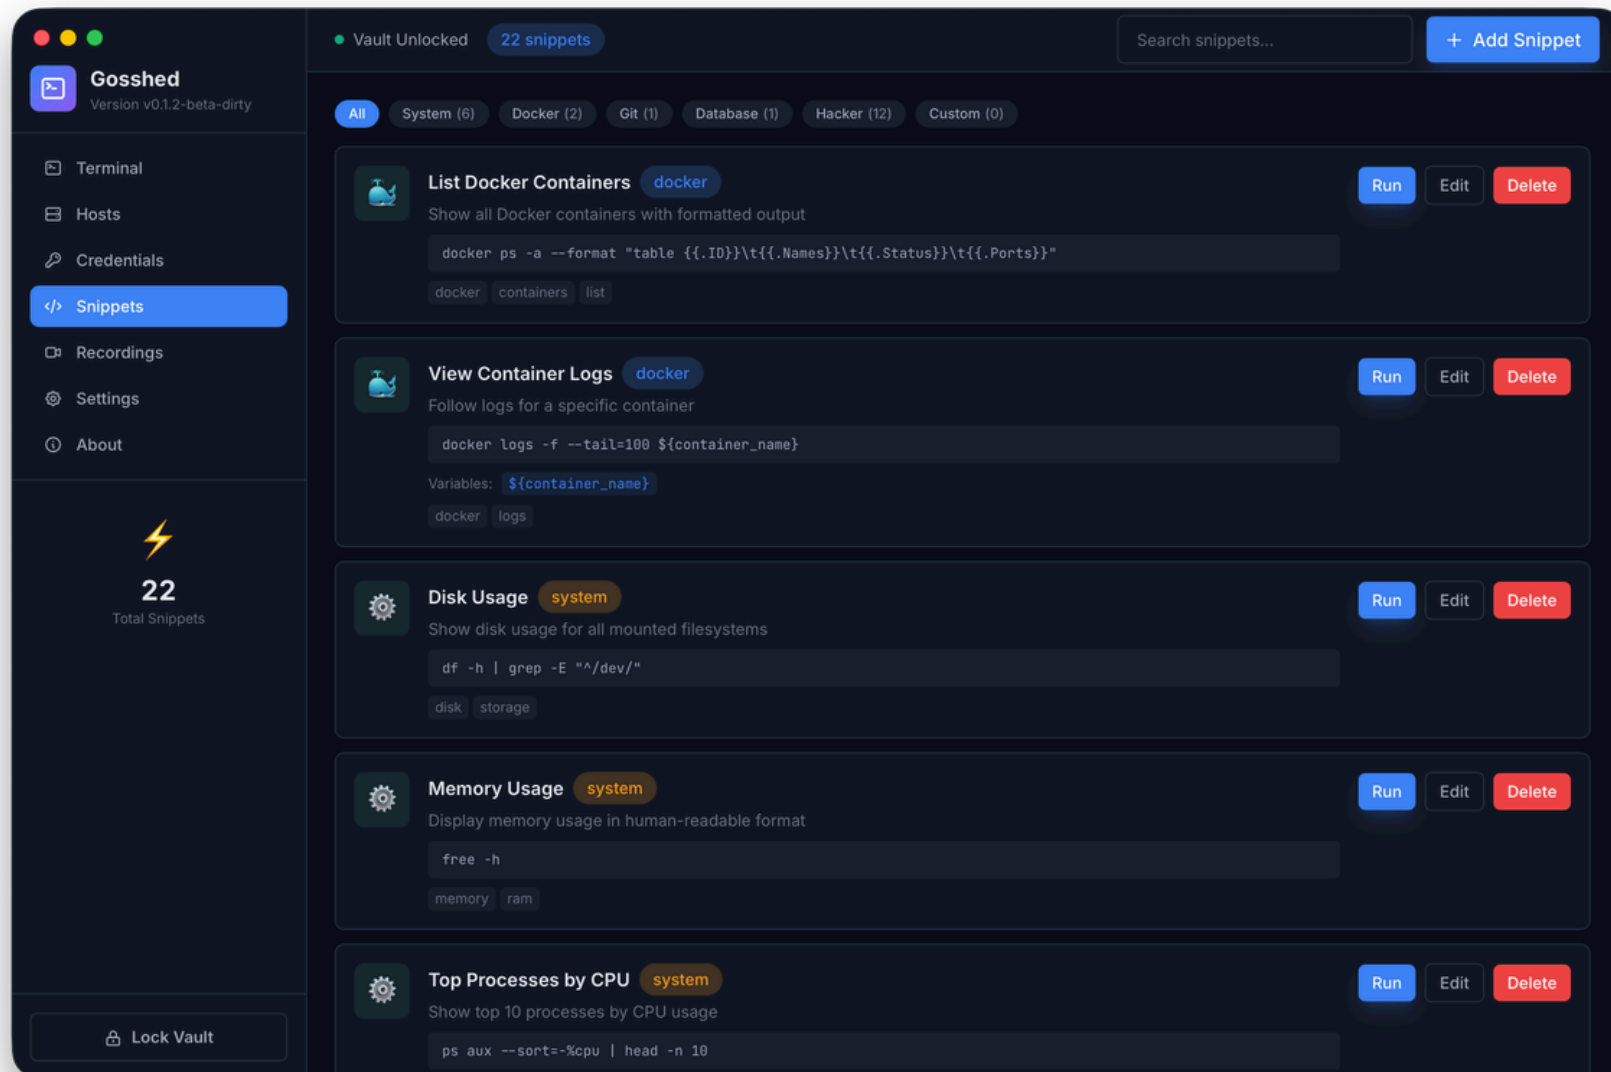 Gosshed
Version v0.1.2-beta-dirty
Terminal
Hosts
Credentials
</> Snippets
Recordings
Settings
About
22
Total Snippets
Lock Vault
Vault Unlocked 22 snippets
Search snippets...
+ Add Snippet
All System (6) Docker (2) Git (1) Database (1) Hacker (12) Custom (0)
List Docker Containers docker
Run Edit Delete
Show all Docker containers with formatted output
docker ps -a --format "table {{.ID}}\t{{.Names}}\t{{.Status}}\t{{.Ports}}"
docker containers list
View Container Logs docker
Run Edit Delete
Follow logs for a specific container
docker logs -f --tail=100 ${container_name}
Variables: ${container_name}
docker logs
Disk Usage system
Run Edit Delete
Show disk usage for all mounted filesystems
df -h | grep -E "^/dev/"
disk storage
Memory Usage system
Run Edit Delete
Display memory usage in human-readable format
free -h
memory ram
Top Processes by CPU system
Run Edit Delete
Show top 10 processes by CPU usage
ps aux --sort=-%cpu | head -n 10